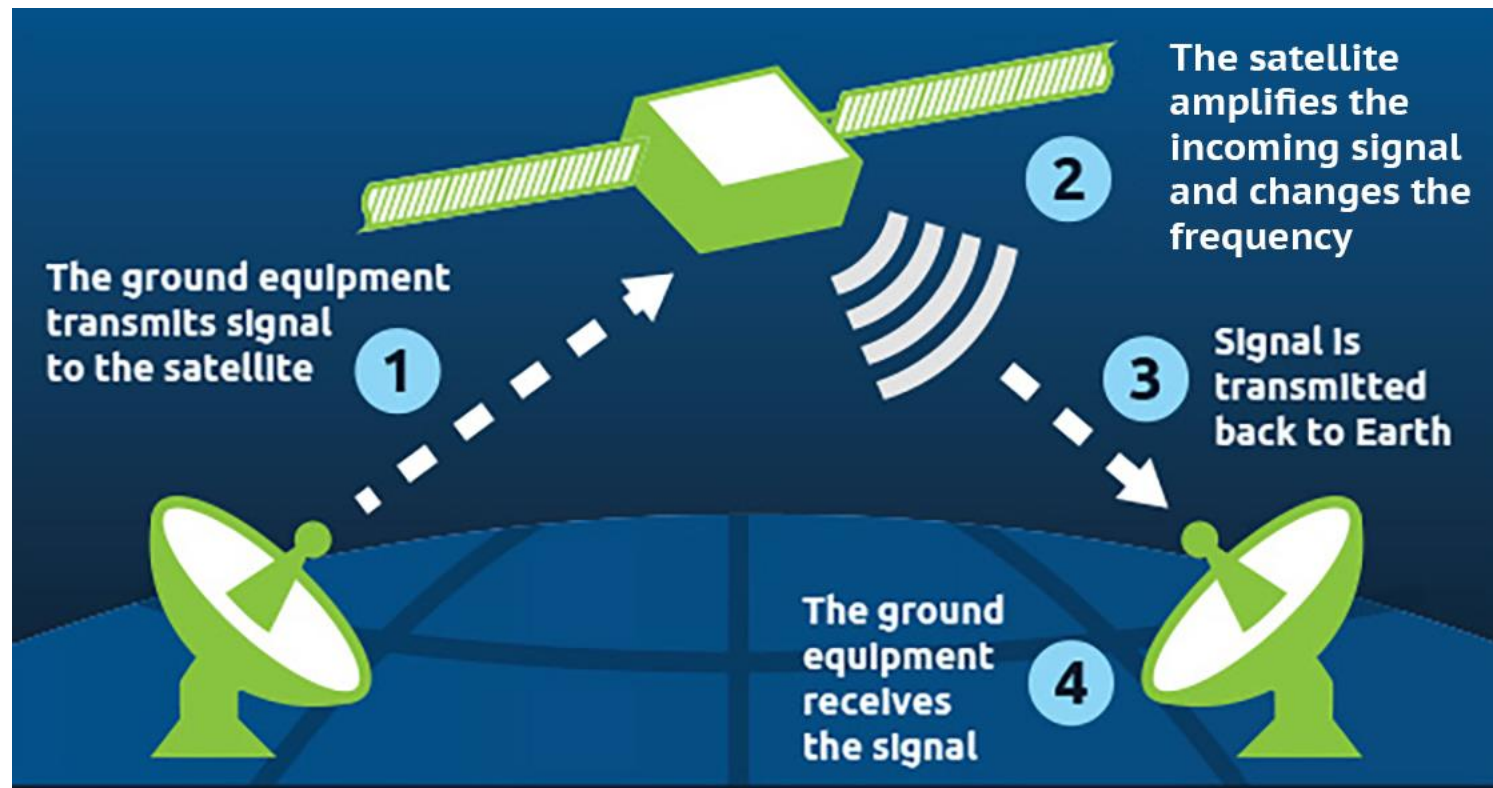 The ground equipment
transmits signal
to the satellite
1
2
The satellite
amplifies the
incoming signal
and changes the
frequency
3
Signal is
transmitted
back to Earth
The ground
equipment
receives
the signal
4